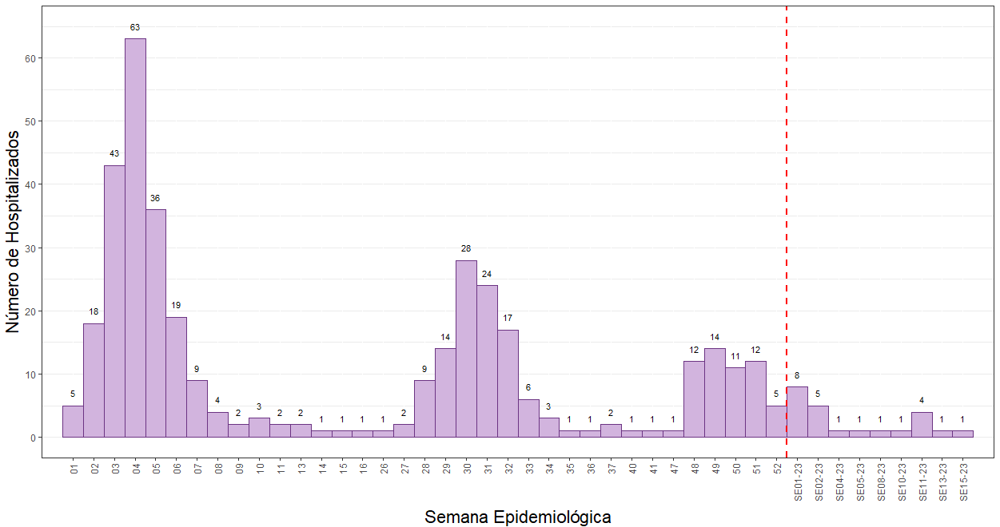 Número de Hospitalizados
60
50
40
30
20
10
0
5 18 43 63 36 19 9 4 2 3 2 2 1 1 1 1 2 9 14 28 24 17 6 3 1 1 2 1 1 1 12 14 11 12 5 8 5 1 1 1 1 4 1 1
01 02 03 04 05 06 07 08 09 10 11 13 14 15 16 26 27 28 29 30 31 32 33 34 35 36 37 40 41 47 48 49 50 51 52 SE01-23 SE02-23 SE04-23 SE05-23 SE08-23 SE10-23 SE11-23 SE13-23 SE15-23
Semana Epidemiológica